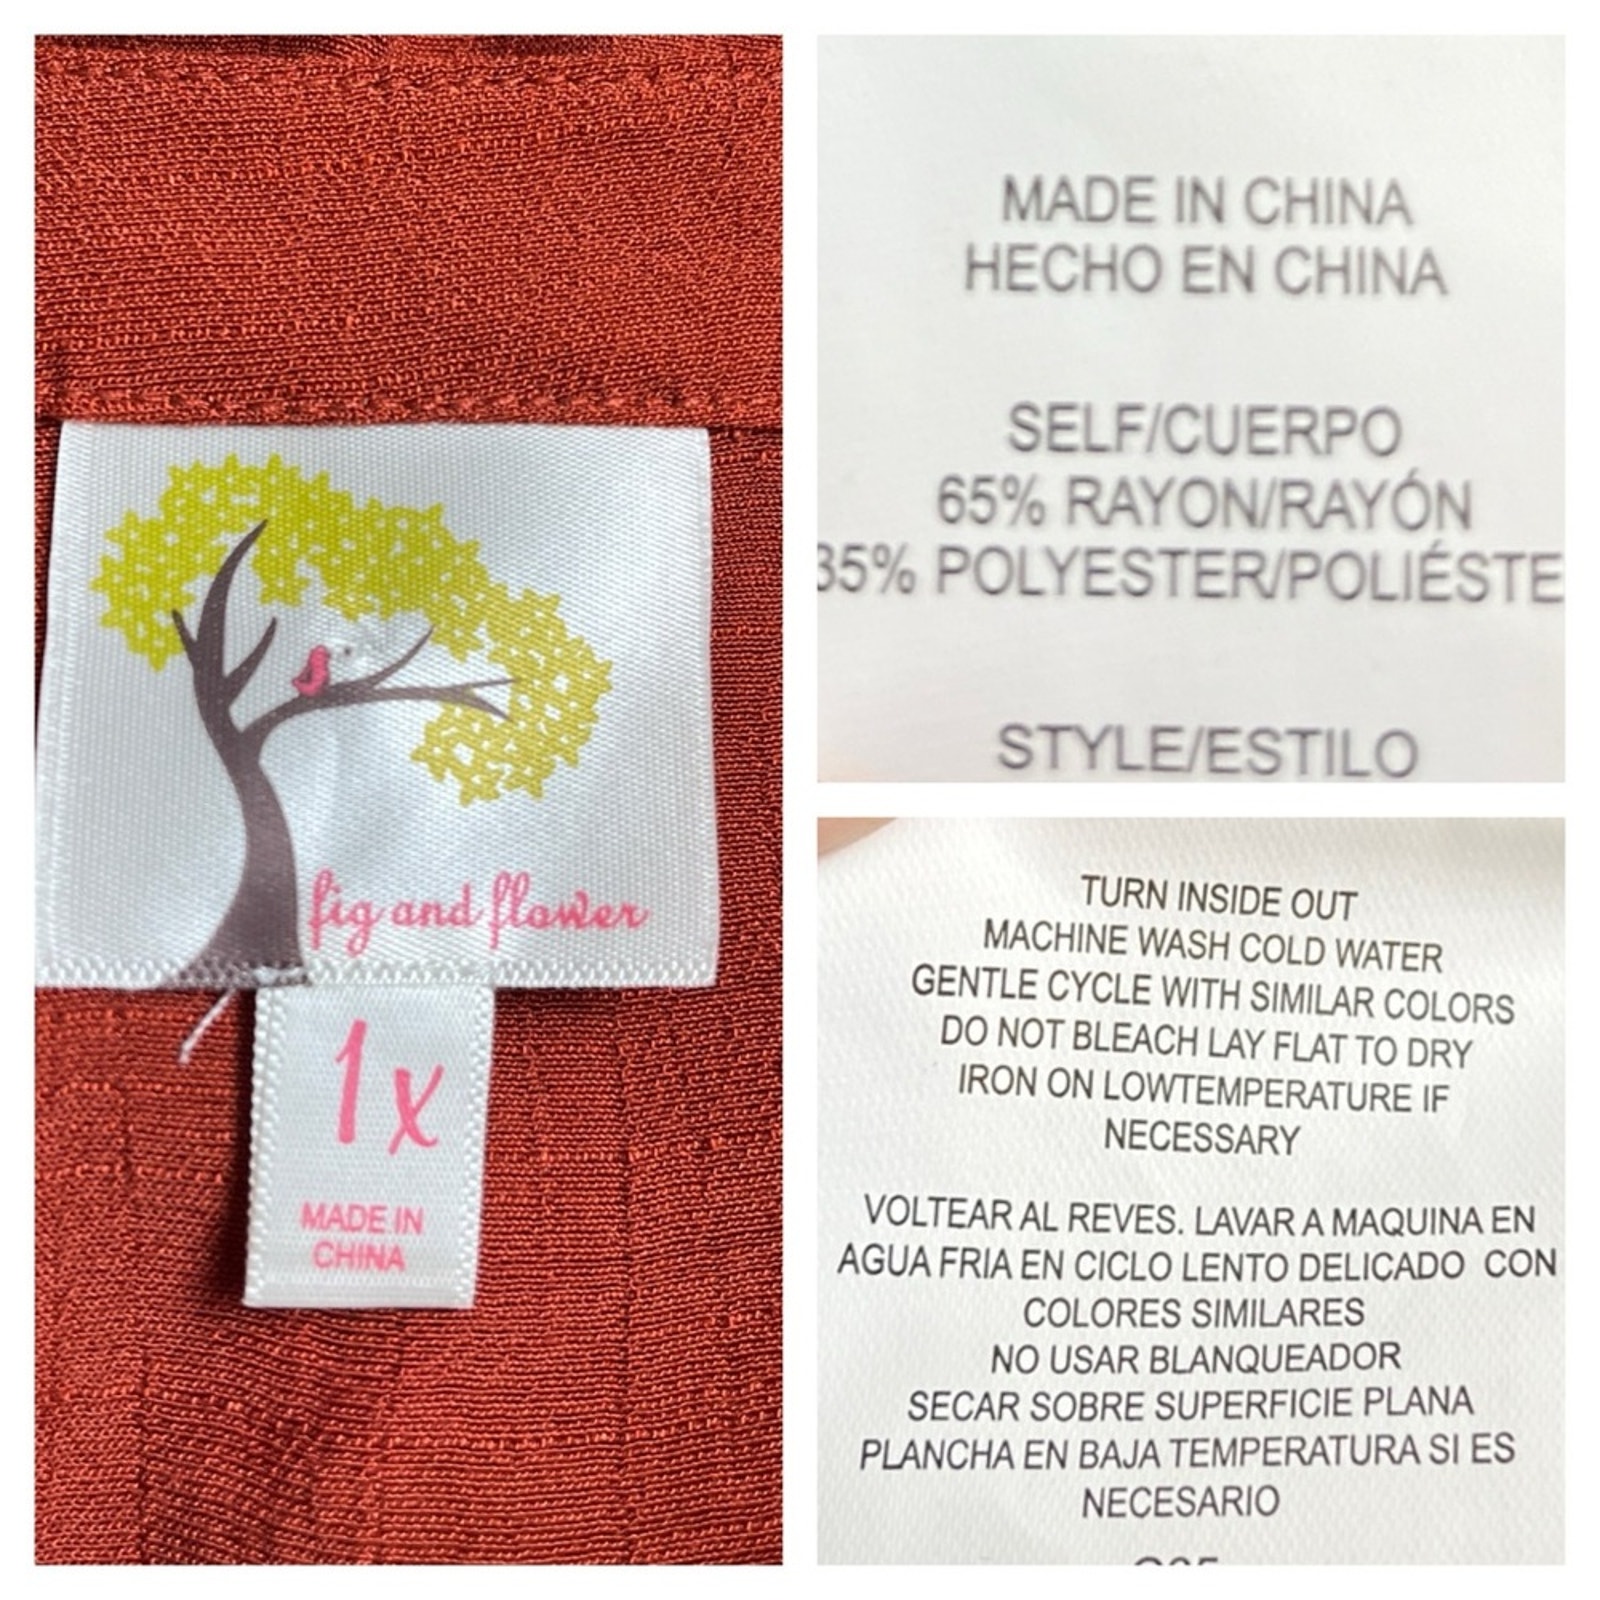 fig and flower
1x
MADE IN
CHINA
MADE IN CHINA
HECHO EN CHINA
SELF/CUERPO
65% RAYON/RAYÓN
35% POLYESTER/POLIÉSTE
STYLE/ESTILO
TURN INSIDE OUT
MACHINE WASH COLD WATER
GENTLE CYCLE WITH SIMILAR COLORS
DO NOT BLEACH LAY FLAT TO DRY
IRON ON LOWTEMPERATURE IF
NECESSARY
VOLTEAR AL REVES. LAVAR A MAQUINA EN
AGUA FRIA EN CICLO LENTO DELICADO CON
COLORES SIMILARES
NO USAR BLANQUEADOR
SECAR SOBRE SUPERFICIE PLANA
PLANCHA EN BAJA TEMPERATURA SI ES
NECESARIO